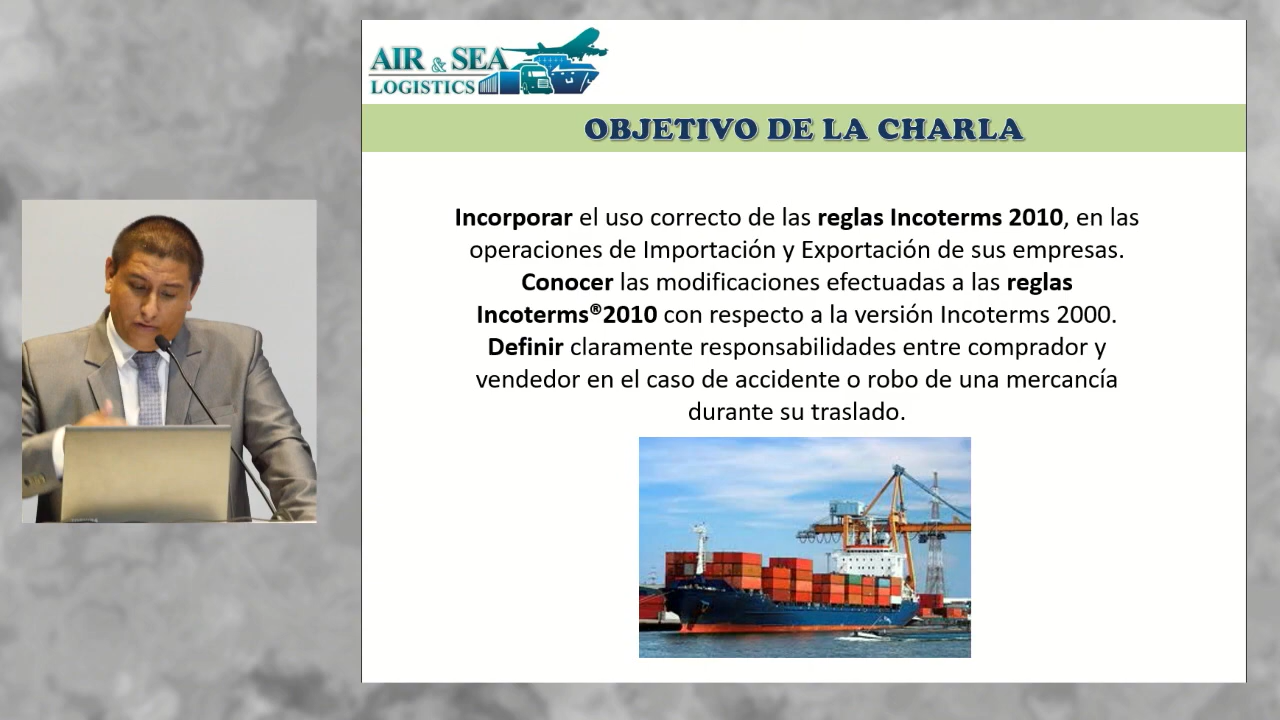 AIR & SEA
LOGISTICS
OBJETIVO DE LA CHARLA
Incorporar el uso correcto de las reglas Incoterms 2010, en las
operaciones de Importación y Exportación de sus empresas.
Conocer las modificaciones efectuadas a las reglas
Incoterms®2010 con respecto a la versión Incoterms 2000.
Definir claramente responsabilidades entre comprador y
vendedor en el caso de accidente o robo de una mercancía
durante su traslado.